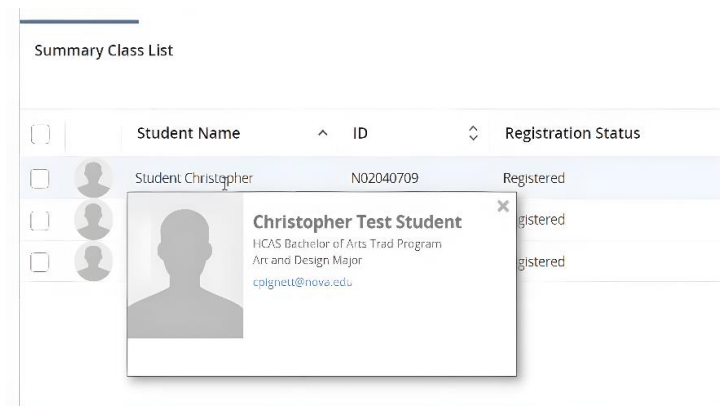 Summary Class List
Student Name ID Registration Status
Student Christopher N02040709 Registered
Christopher Test Student
HCAS Bachelor of Arts Trad Program
Art and Design Major
cpignett@nova.edu
gistered
gistered